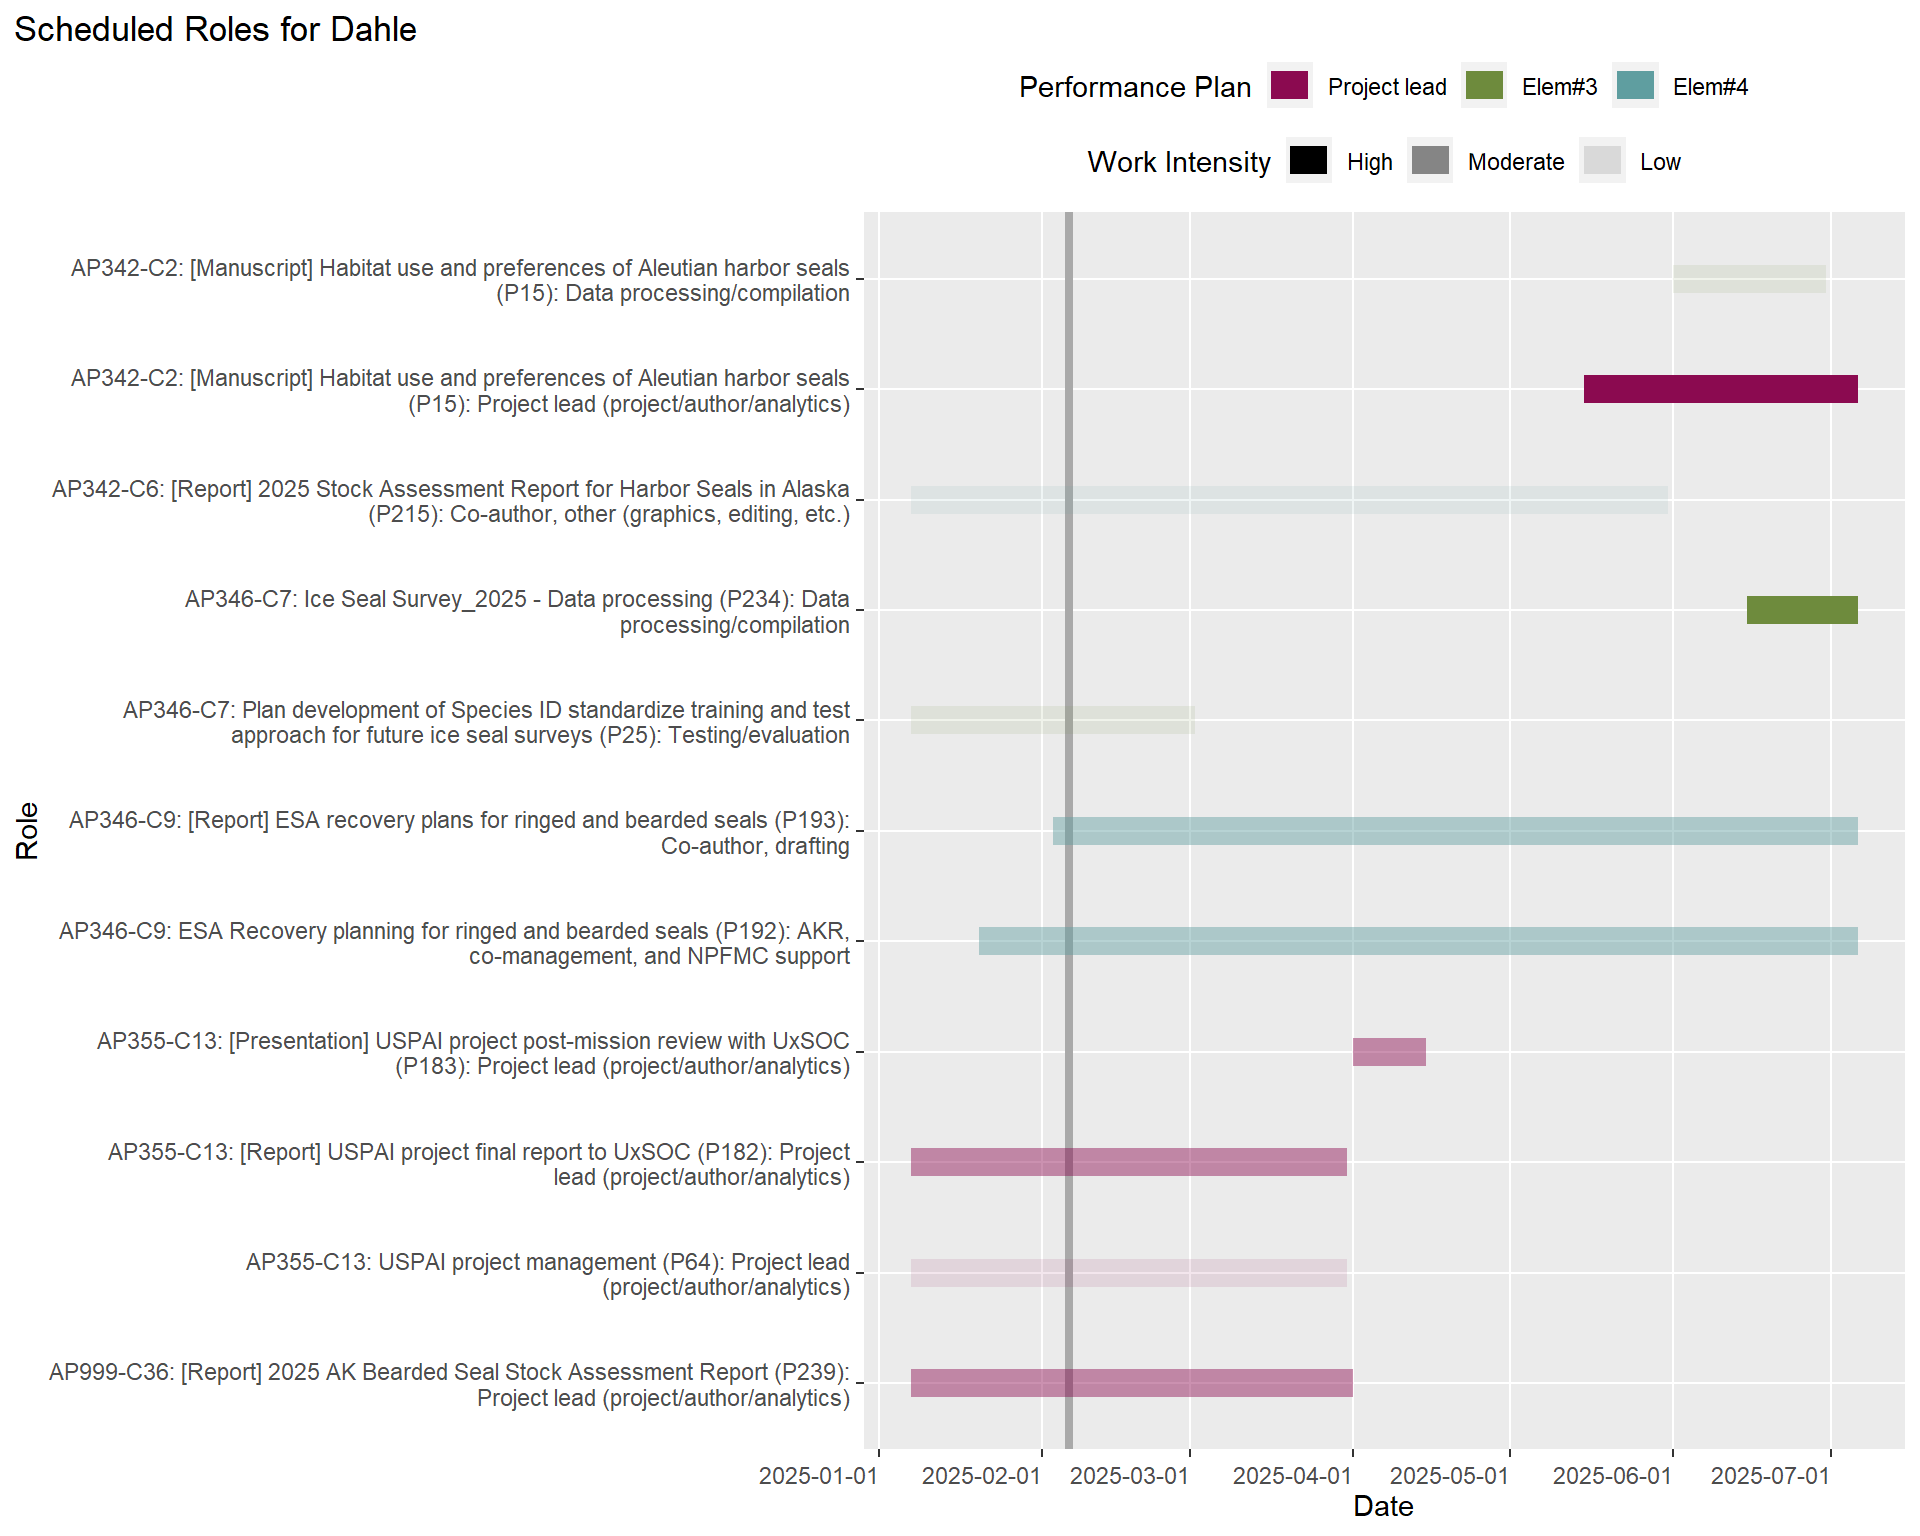 Scheduled Roles for Dahle
Performance Plan Project lead Elem#3 Elem#4
Work Intensity High Moderate Low
AP342-C2: [Manuscript] Habitat use and preferences of Aleutian harbor seals
(P15): Data processing/compilation
AP342-C2: [Manuscript] Habitat use and preferences of Aleutian harbor seals
(P15): Project lead (project/author/analytics)
AP342-C6: [Report] 2025 Stock Assessment Report for Harbor Seals in Alaska
(P215): Co-author, other (graphics, editing, etc.)
AP346-C7: Ice Seal Survey_2025 - Data processing (P234): Data
processing/compilation
AP346-C7: Plan development of Species ID standardize training and test
approach for future ice seal surveys (P25): Testing/evaluation
AP346-C9: [Report] ESA recovery plans for ringed and bearded seals (P193):
Co-author, drafting
AP346-C9: ESA Recovery planning for ringed and bearded seals (P192): AKR,
co-management, and NPFMC support
AP355-C13: [Presentation] USPAI project post-mission review with UxSOC
(P183): Project lead (project/author/analytics)
AP355-C13: [Report] USPAI project final report to UxSOC (P182): Project
lead (project/author/analytics)
AP355-C13: USPAI project management (P64): Project lead
(project/author/analytics)
AP999-C36: [Report] 2025 AK Bearded Seal Stock Assessment Report (P239):
Project lead (project/author/analytics)
Role
2025-01-01 2025-02-01 2025-03-01 2025-04-01 2025-05-01 2025-06-01 2025-07-01
Date